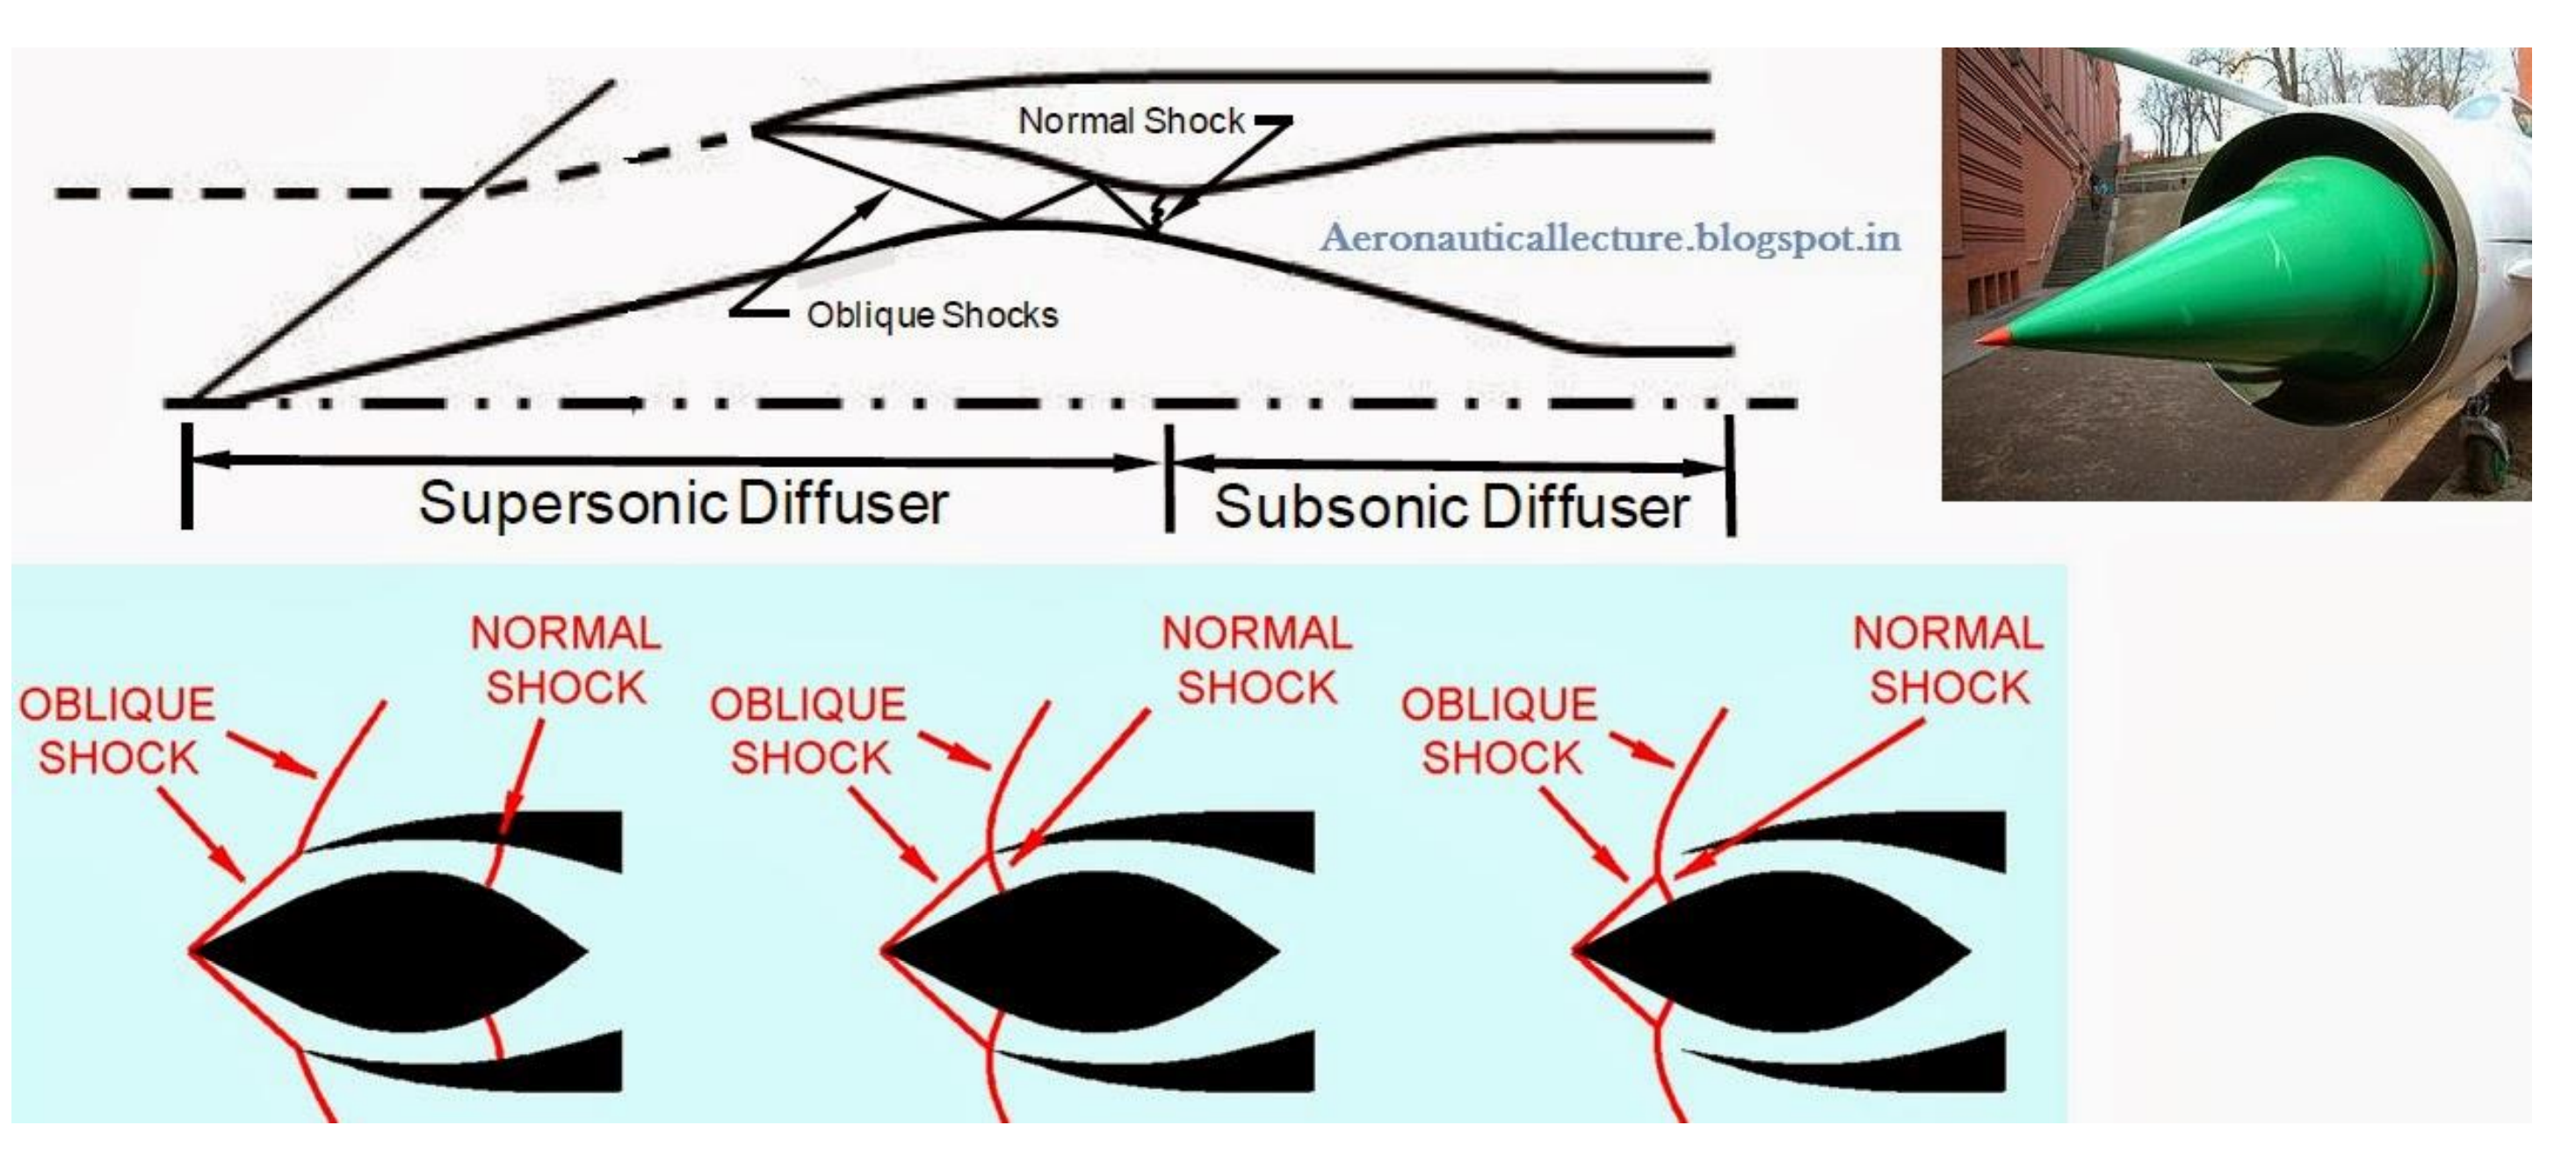 Normal Shock
Aeronauticallecture.blogspot.in
Oblique Shocks
Supersonic Diffuser
Subsonic Diffuser
NORMAL
SHOCK
OBLIQUE
SHOCK
NORMAL
SHOCK
OBLIQUE
SHOCK
NORMAL
SHOCK
OBLIQUE
SHOCK